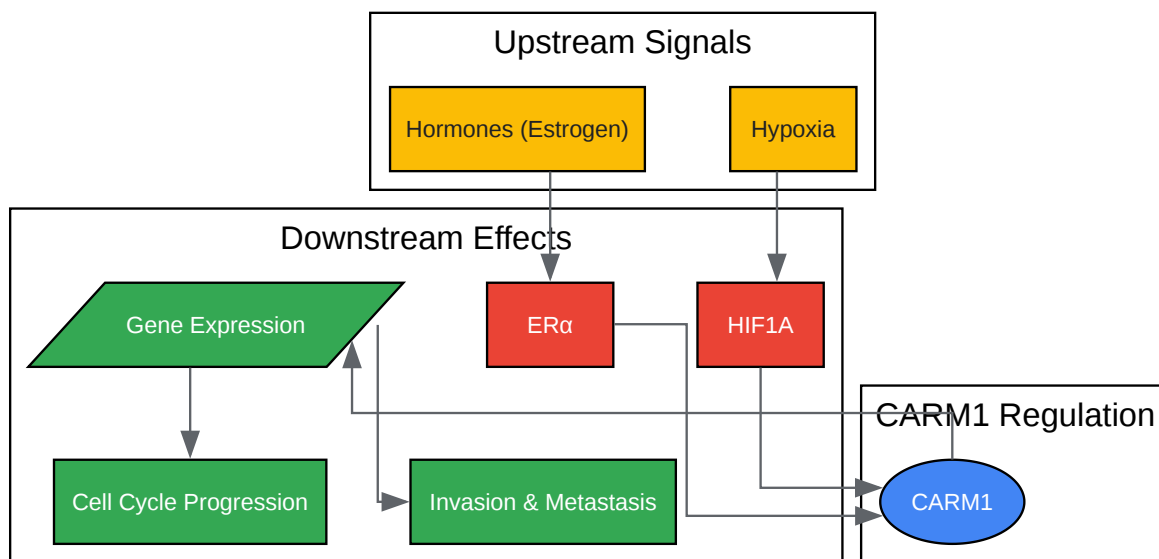 Upstream Signals
Hormones (Estrogen)
Hypoxia
Downstream Effects
Gene Expression
ERα
HIF1A
CARM1 Regulation
Cell Cycle Progression
Invasion & Metastasis
CARM1